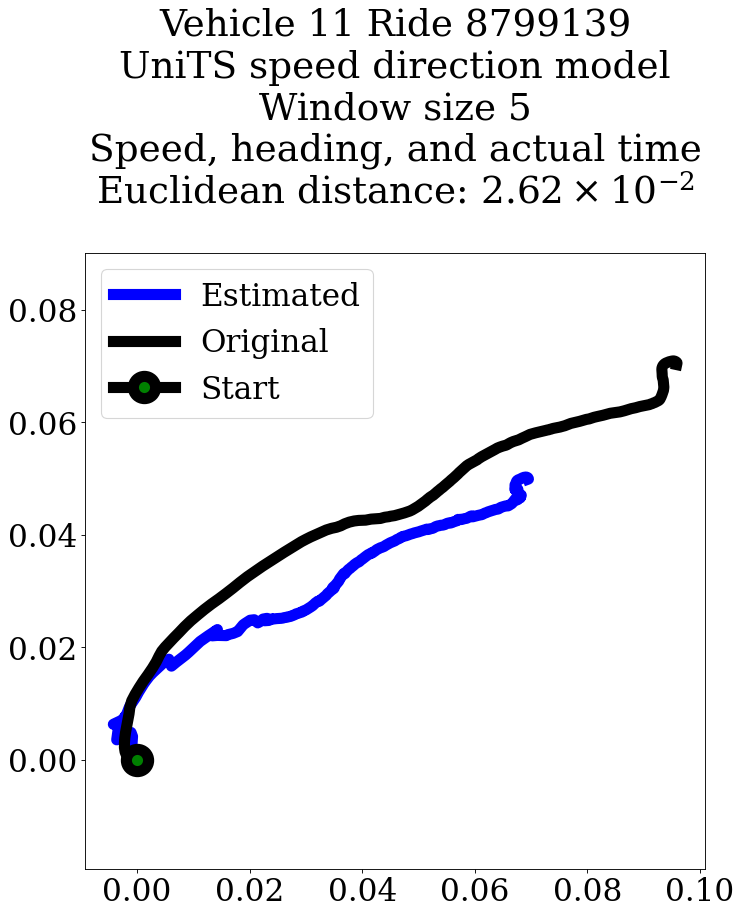 Vehicle 11 Ride 8799139
UniTS speed direction model
Window size 5
Speed, heading, and actual time
Euclidean distance: 2.62 × 10⁻²
Estimated
Original
Start
0.08
0.06
0.04
0.02
0.00
0.00 0.02 0.04 0.06 0.08 0.10